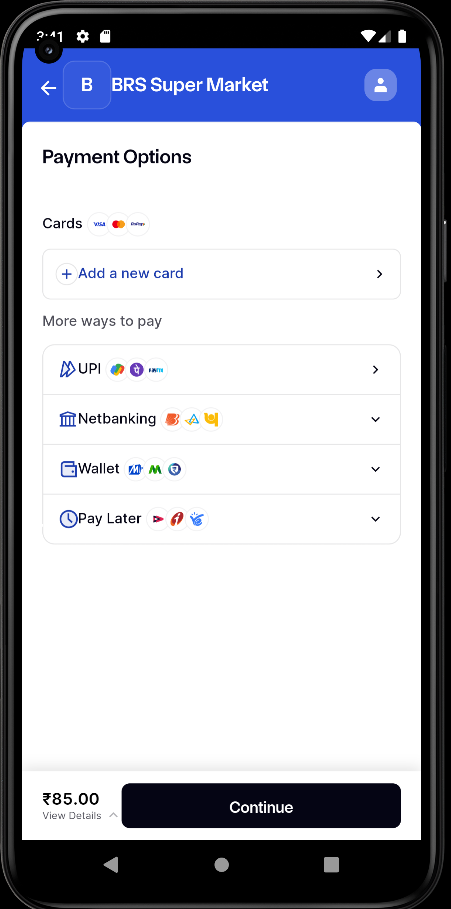 3:41
B BRS Super Market
Payment Options
Cards VISA
Add a new card
More ways to pay
UPI Paytm
Netbanking
Wallet
Pay Later
₹85.00
View Details
Continue